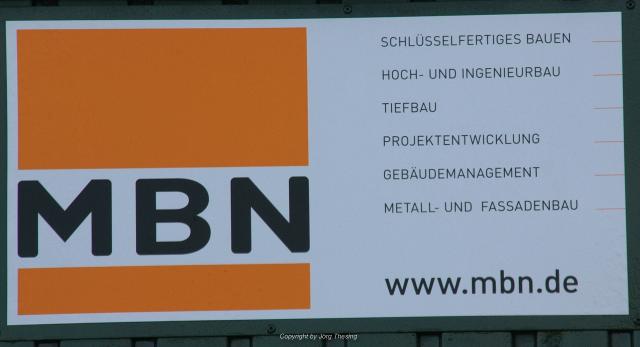 MBN
SCHLÜSSELFERTIGES BAUEN
HOCH- UND INGENIEURBAU
TIEFBAU
PROJEKTENTWICKLUNG
GEBÄUDEMANAGEMENT
METALL- UND FASSADENBAU
www.mbn.de
Copyright by Jörg Thesing